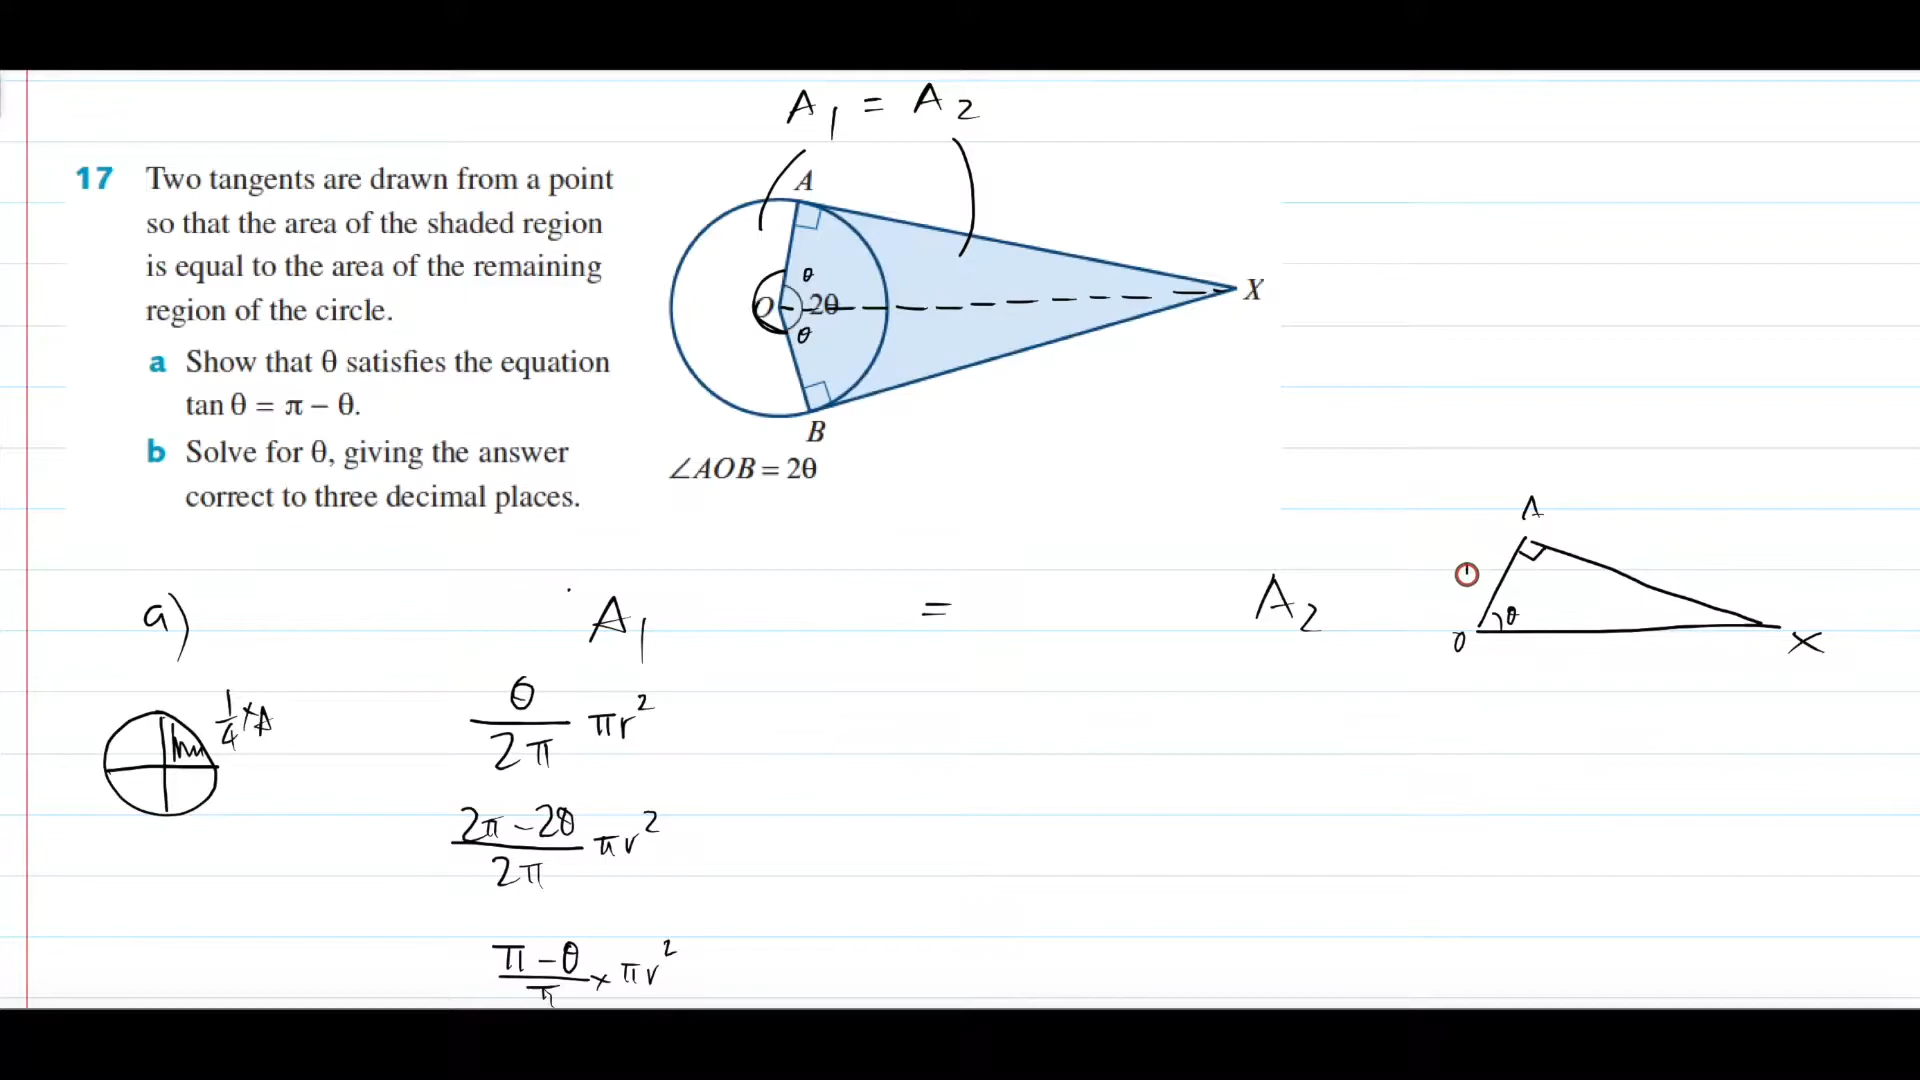 A₁ = A₂
17 Two tangents are drawn from a point
so that the area of the shaded region
is equal to the area of the remaining
region of the circle.
a Show that θ satisfies the equation
tan θ = π − θ.
b Solve for θ, giving the answer
correct to three decimal places.
A
θ
O 2θ
θ
X
B
∠AOB = 2θ
a) A₁ = A₂
A
θ
O X
1/4 × A
θ/2π πr²
2π − 2θ/2π πr²
π − θ/π × πr²